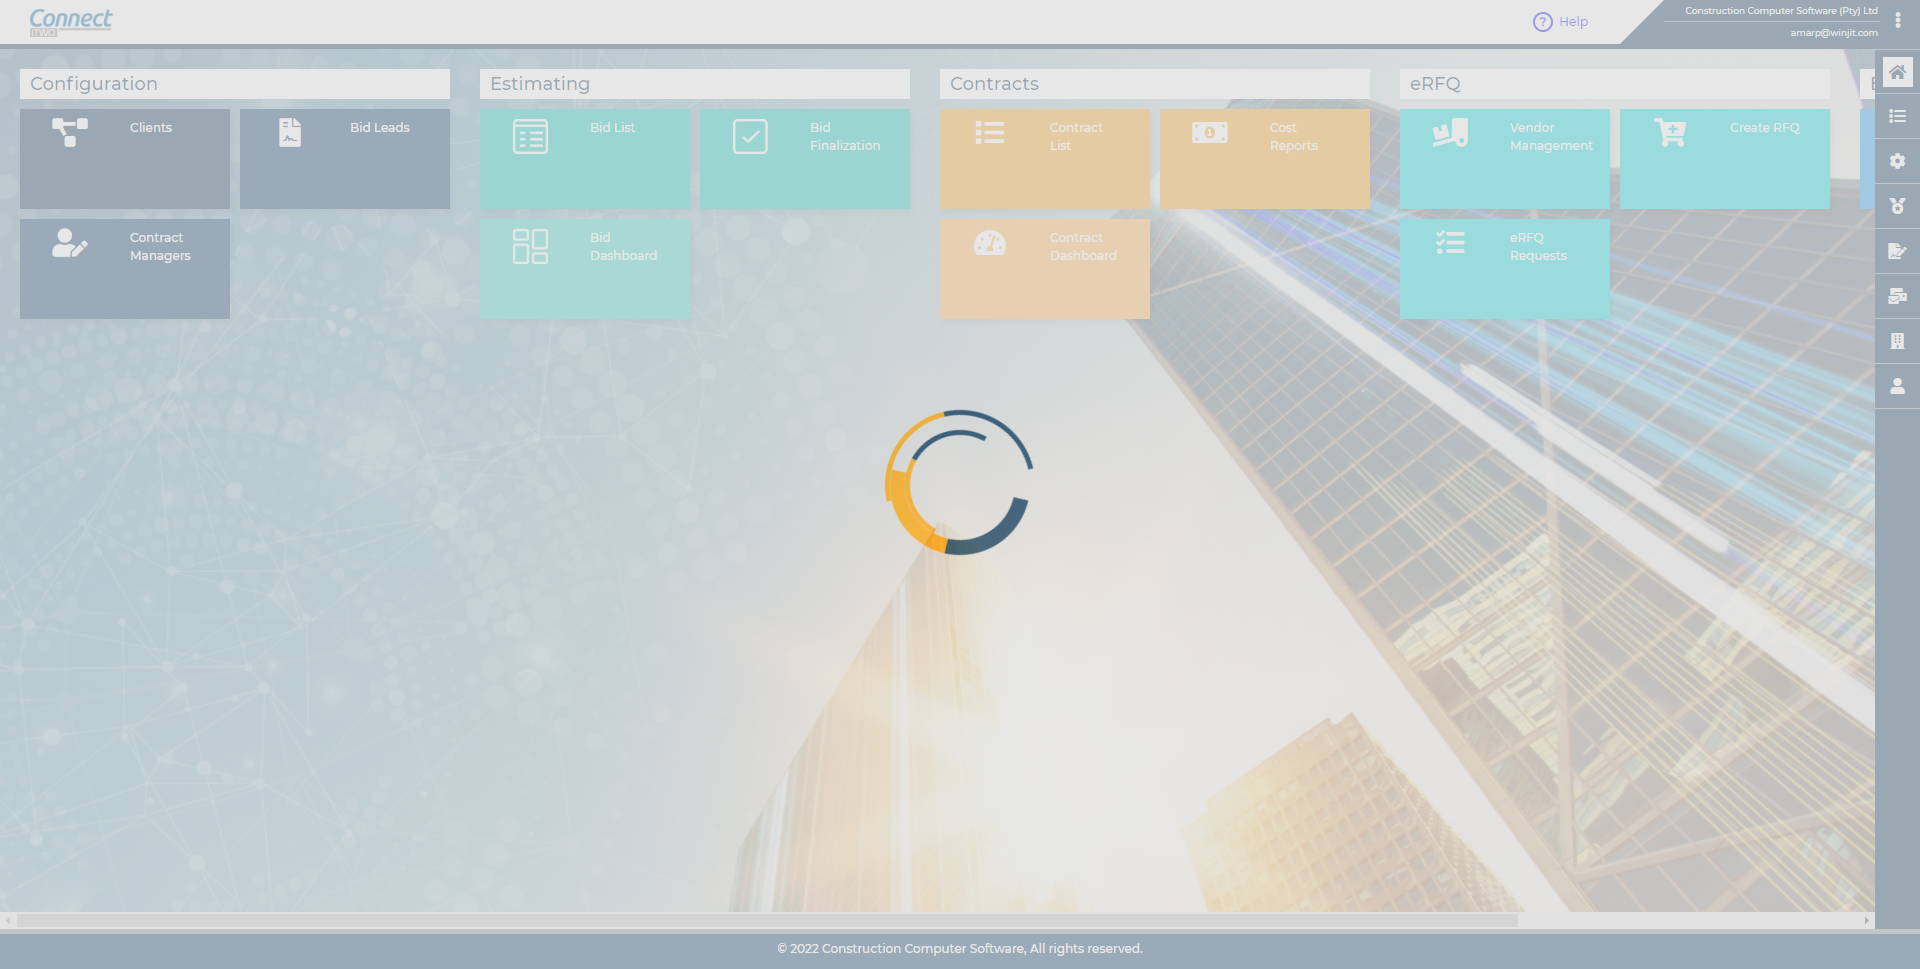 Connect
iTWO
? Help
Construction Computer Software (Pty) Ltd
amarp@winjit.com
Configuration
Clients
Bid Leads
Contract
Managers
Estimating
Bid List
Bid
Finalization
Bid
Dashboard
Contracts
Contract
List
Cost
Reports
Contract
Dashboard
eRFQ
Vendor
Management
Create RFQ
eRFQ
Requests
© 2022 Construction Computer Software, All rights reserved.